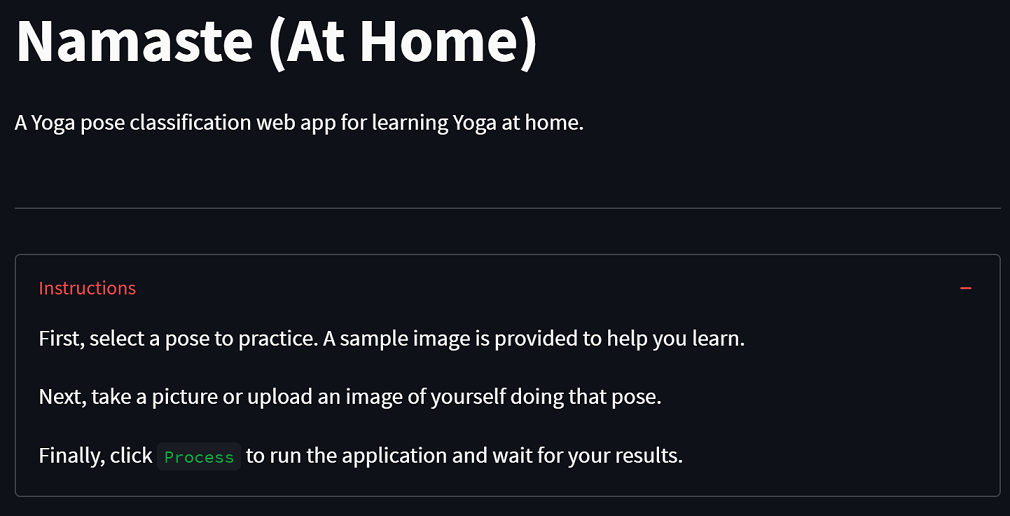 Namaste (At Home)
A Yoga pose classification web app for learning Yoga at home.
Instructions
First, select a pose to practice. A sample image is provided to help you learn.
Next, take a picture or upload an image of yourself doing that pose.
Finally, click Process to run the application and wait for your results.